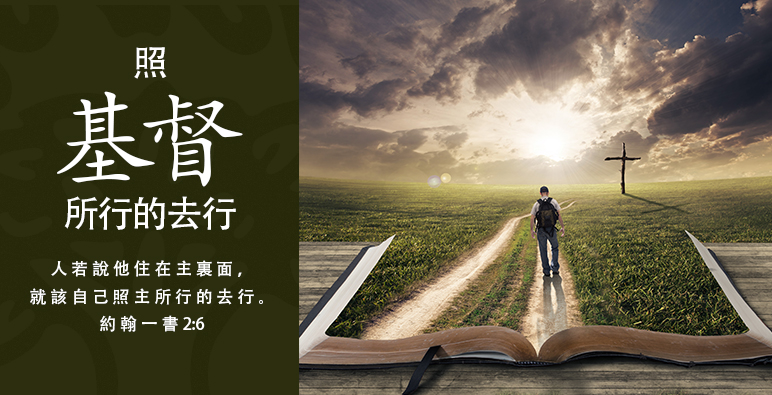 照
基督
所行的去行
人若說他住在主裏面，
就該自己照主所行的去行。
約翰一書 2:6